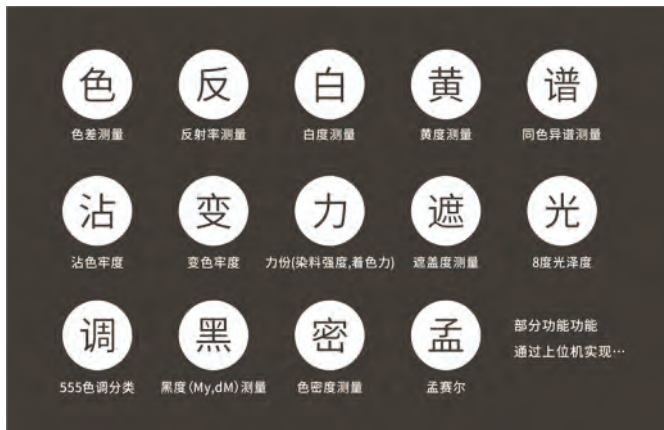 色 反 白 黄 谱
色差测量 反射率测量 白度测量 黄度测量 同色异谱测量
沾 变 力 遮 光
沾色牢度 变色牢度 力份(染料强度,着色力) 遮盖度测量 8度光泽度
调 黑 密 孟
部分功能功能
通过上位机实现…
555色调分类 黑度(My,dM)测量 色密度测量 孟赛尔